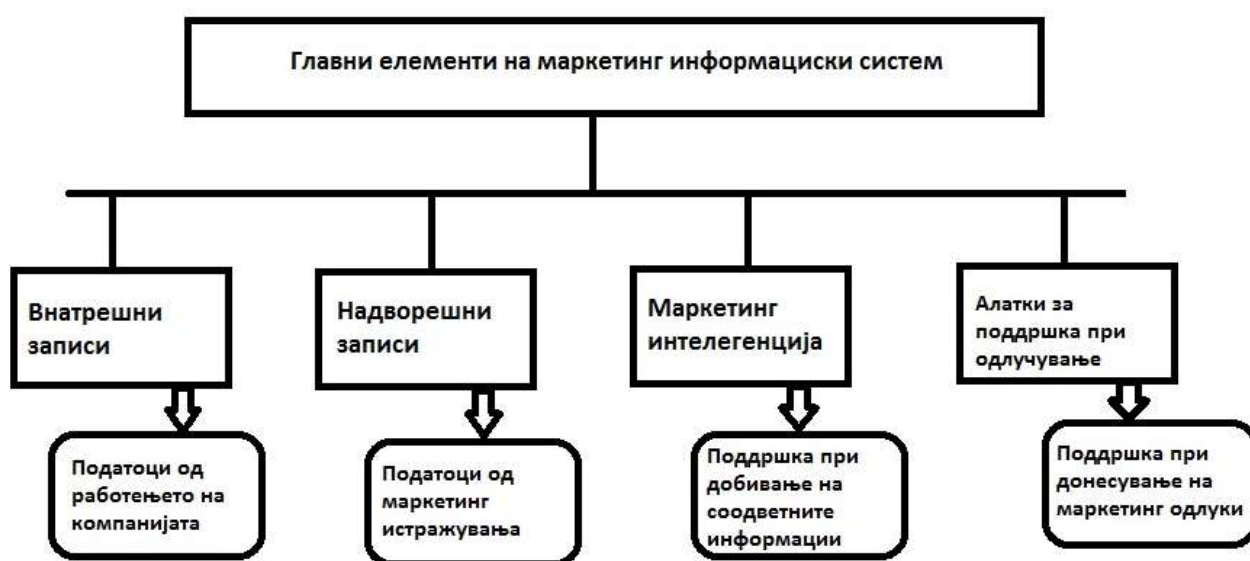 Главни елементи на маркетинг информациски систем
Внатрешни
записи
Надворешни
записи
Маркетинг
интелегенција
Алатки за
поддршка при
одлучување
Податоци од
работењето на
компанијата
Податоци од
маркетинг
истражувања
Поддршка при
добивање на
соодветните
информации
Поддршка при
донесување на
маркетинг одлуки